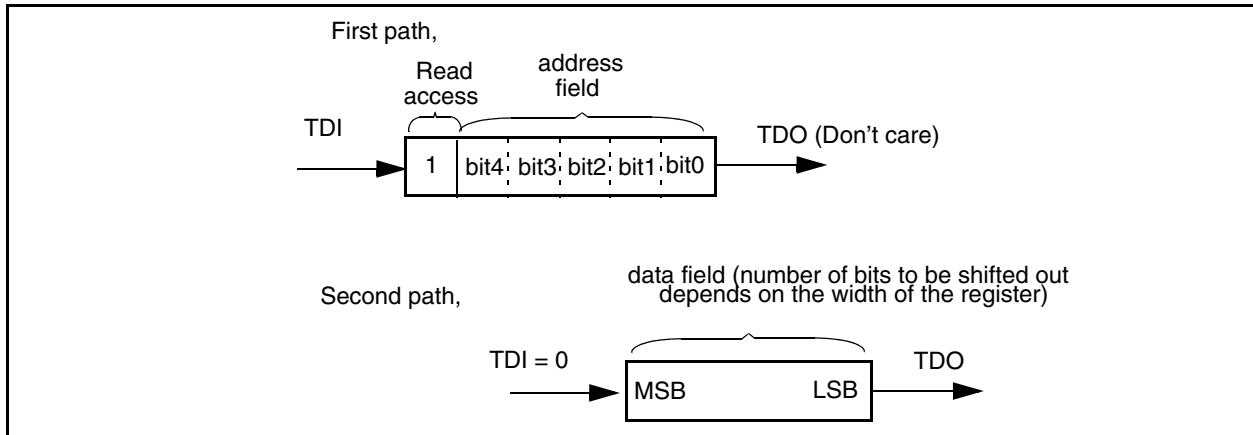 First path,
Read
access
address
field
TDI
1
bit4
bit3
bit2
bit1
bit0
TDO (Don't care)
Second path,
data field (number of bits to be shifted out
depends on the width of the register)
TDI = 0
MSB
LSB
TDO